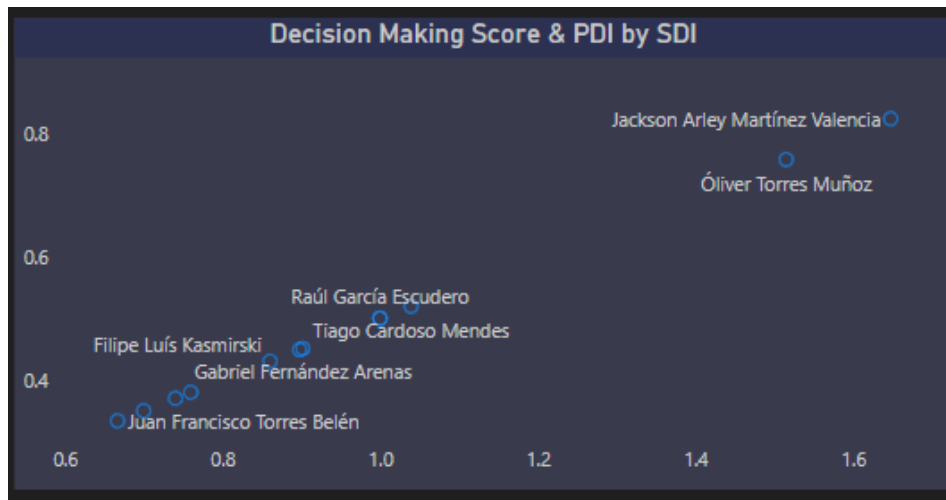 Decision Making Score & PDI by SDI
Jackson Arley Martínez Valencia
0.8
Óliver Torres Muñoz
0.6
Raúl García Escudero
Tiago Cardoso Mendes
Filipe Luís Kasmirski
Gabriel Fernández Arenas
0.4
Juan Francisco Torres Belén
0.6 0.8 1.0 1.2 1.4 1.6